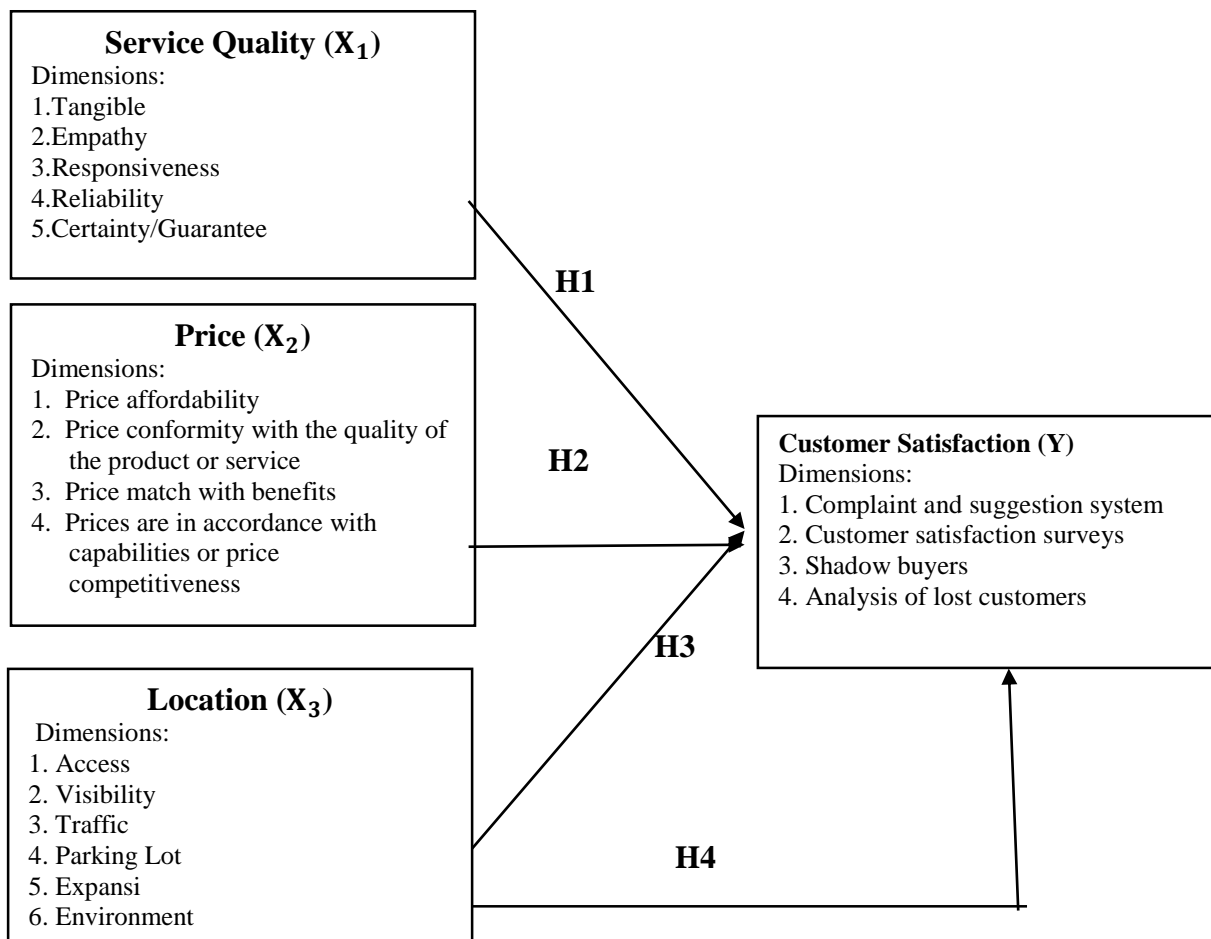 Service Quality (X₁)
Dimensions:
1.Tangible
2.Empathy
3.Responsiveness
4.Reliability
5.Certainty/Guarantee
H1
Price (X₂)
Dimensions:
1. Price affordability
2. Price conformity with the quality of
the product or service
3. Price match with benefits
4. Prices are in accordance with
capabilities or price
competitiveness
H2
Customer Satisfaction (Y)
Dimensions:
1. Complaint and suggestion system
2. Customer satisfaction surveys
3. Shadow buyers
4. Analysis of lost customers
H3
Location (X₃)
Dimensions:
1. Access
2. Visibility
3. Traffic
4. Parking Lot
5. Expansi
6. Environment
H4